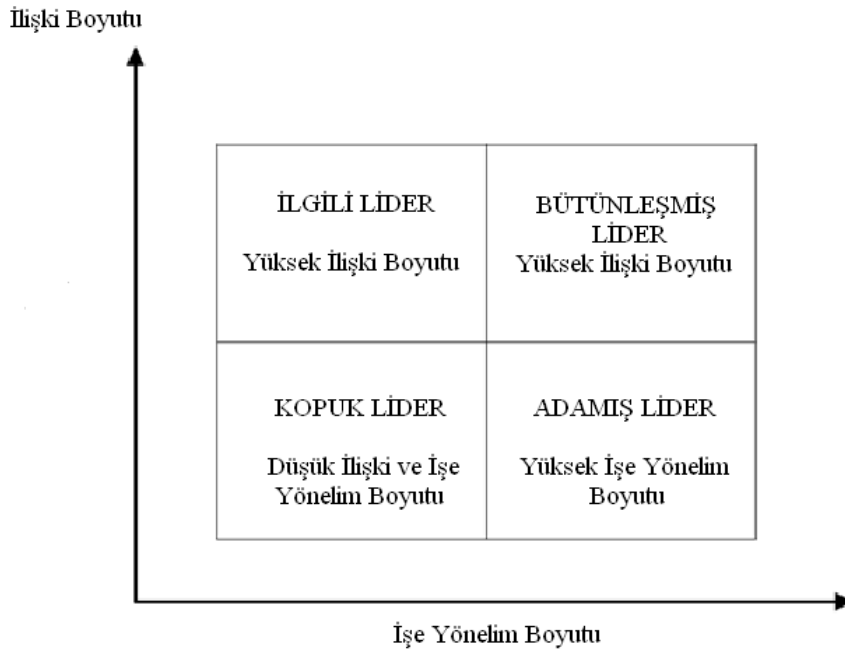 İlişki Boyutu
İLGİLİ LİDER
Yüksek İlişki Boyutu
BÜTÜNLEŞMİŞ
LİDER
Yüksek İlişki Boyutu
KOPUK LİDER
Düşük İlişki ve İşe
Yönelim Boyutu
ADAMIŞ LİDER
Yüksek İşe Yönelim
Boyutu
İşe Yönelim Boyutu